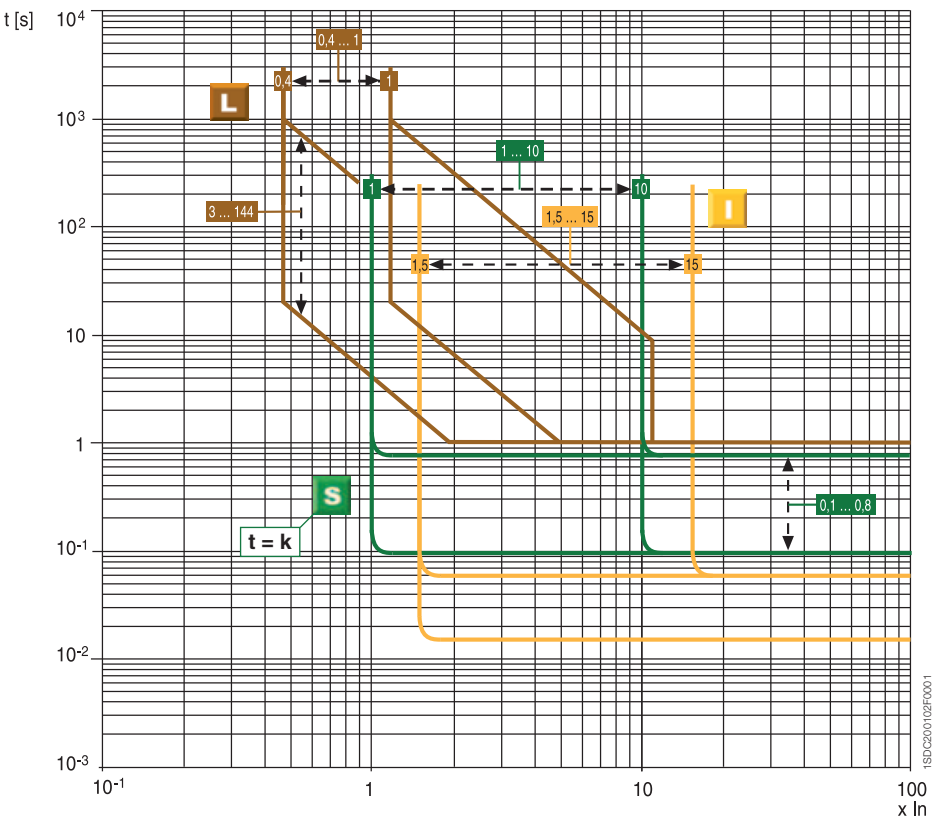 t [s]
10⁴
0,4 ... 1
0,4
1
L
10³
1 ... 10
1
10
3 ... 144
1,5 ... 15
I
10²
1,5
15
10
1
S
0,1 ... 0,8
t = k
10⁻¹
10⁻²
10⁻³
10⁻¹
1
10
100
x In
1SDC200102F0001